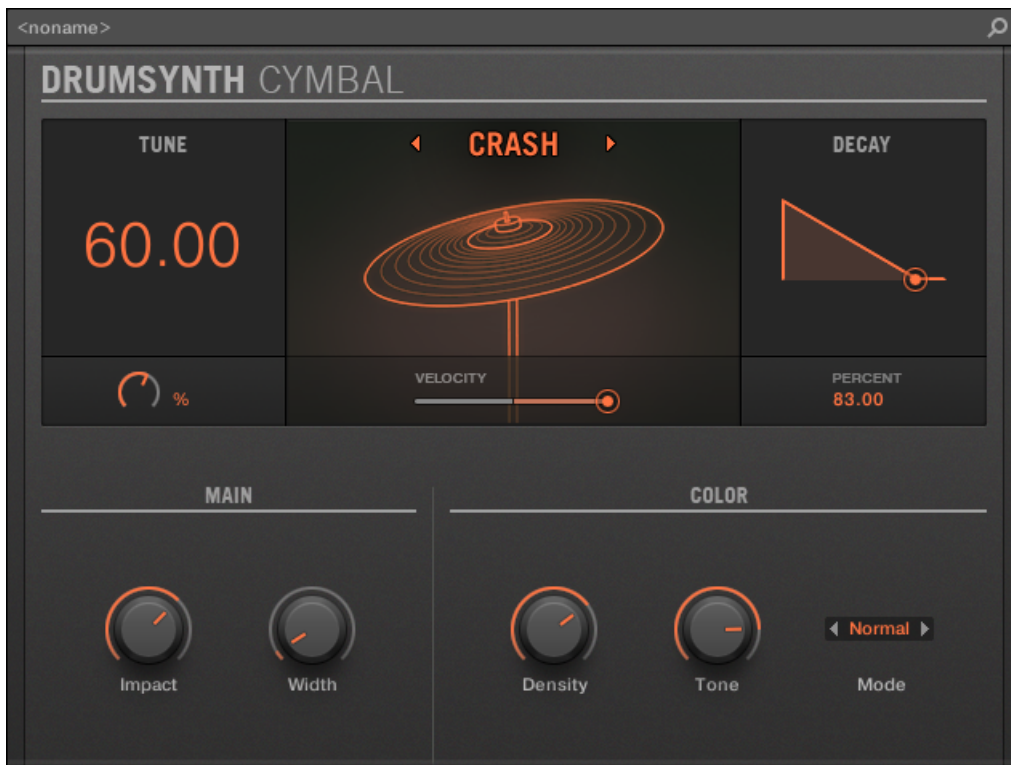 <noname>
DRUMSYNTH CYMBAL
TUNE
CRASH
DECAY
60.00
%
VELOCITY
PERCENT
83.00
MAIN
COLOR
Impact
Width
Density
Tone
Normal
Mode